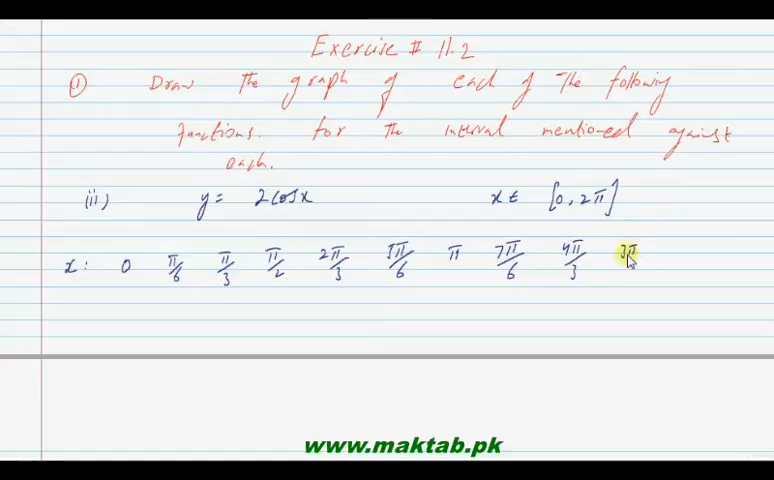 Exercise # 11.2
① Draw the graph of each of the following
functions. for the interval mentioned against
each.
(ii) y = 2cosx x ∈ [0, 2π]
x: 0 π/6 π/3 π/2 2π/3 5π/6 π 7π/6 4π/3 3π
www.maktab.pk